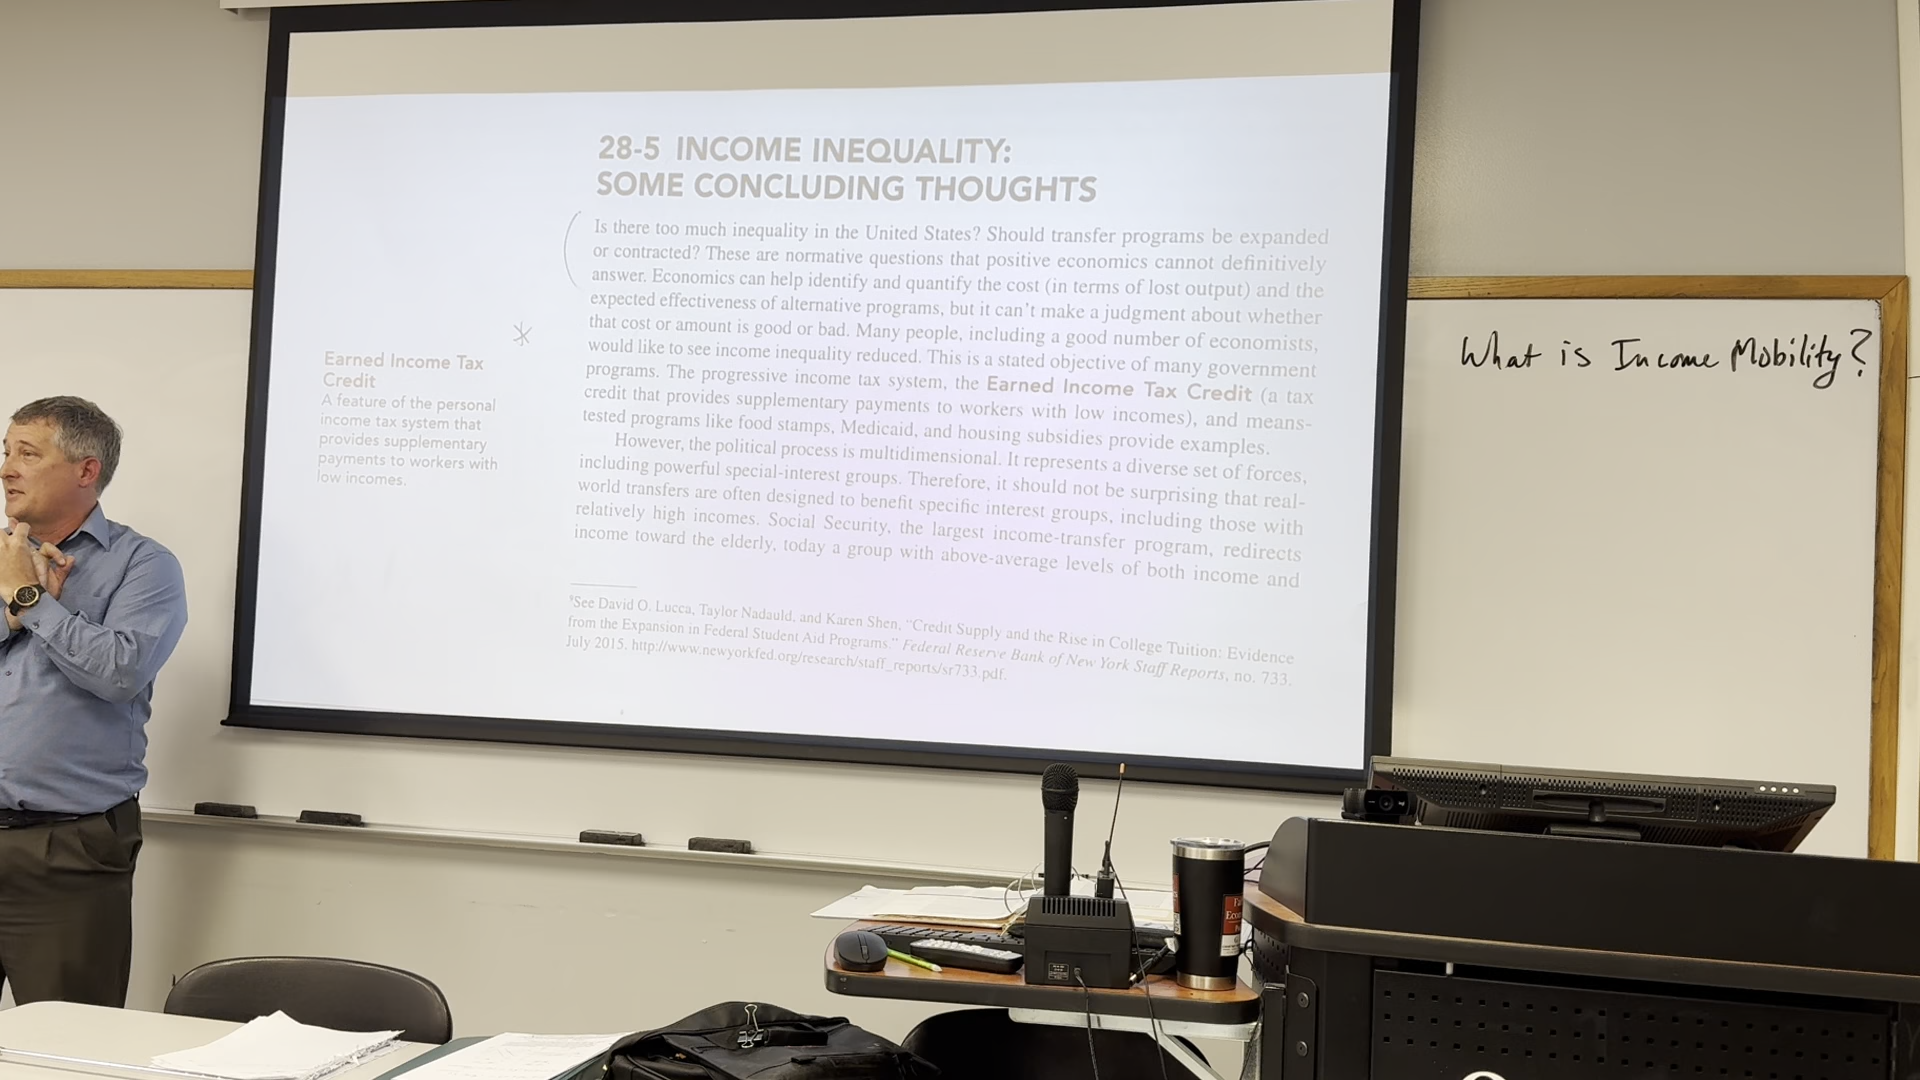 28-5 INCOME INEQUALITY:
SOME CONCLUDING THOUGHTS
Is there too much inequality in the United States? Should transfer programs be expanded
or contracted? These are normative questions that positive economics cannot definitively
answer. Economics can help identify and quantify the cost (in terms of lost output) and the
expected effectiveness of alternative programs, but it can't make a judgment about whether
that cost or amount is good or bad. Many people, including a good number of economists,
would like to see income inequality reduced. This is a stated objective of many government
programs. The progressive income tax system, the Earned Income Tax Credit (a tax
credit that provides supplementary payments to workers with low incomes), and means-
tested programs like food stamps, Medicaid, and housing subsidies provide examples.
However, the political process is multidimensional. It represents a diverse set of forces,
including powerful special-interest groups. Therefore, it should not be surprising that real-
world transfers are often designed to benefit specific interest groups, including those with
relatively high incomes. Social Security, the largest income-transfer program, redirects
income toward the elderly, today a group with above-average levels of both income and
Earned Income Tax
Credit
A feature of the personal
income tax system that
provides supplementary
payments to workers with
low incomes.
⁹See David O. Lucca, Taylor Nadauld, and Karen Shen, "Credit Supply and the Rise in College Tuition: Evidence
from the Expansion in Federal Student Aid Programs." Federal Reserve Bank of New York Staff Reports, no. 733.
July 2015. http://www.newyorkfed.org/research/staff_reports/sr733.pdf.
What is Income Mobility?